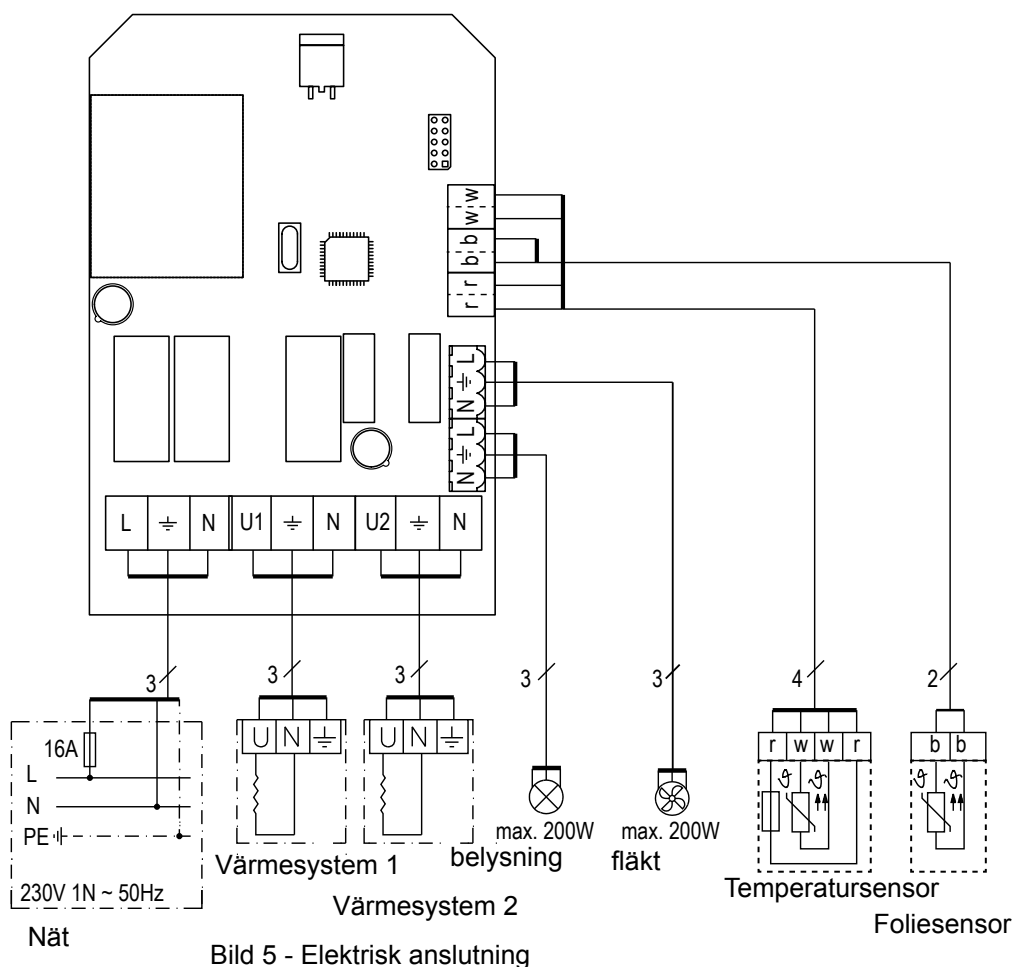 w
w
b
b
r
r
L
N
L
N
L N U1 N U2 N
3 3 3 3 3 4 2
16A
L
N
PE
230V 1N ~ 50Hz
Nät
U N
Värmesystem 1
U N
Värmesystem 2
max. 200W
belysning
max. 200W
fläkt
r w w r
ϑ ϑ
Temperatursensor
b b
ϑ ϑ
Foliesensor
Bild 5 - Elektrisk anslutning